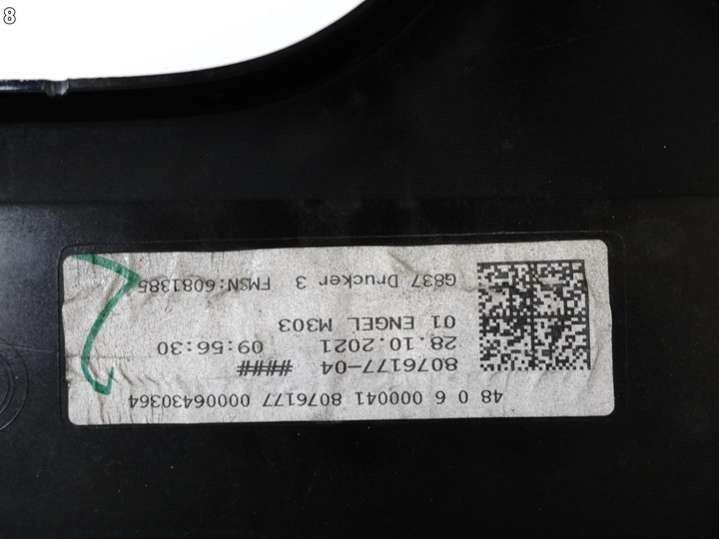 8
48 0 6 000041 8076177 00006430364
8076177-04 ####
28.10.2021 09:56:30
01 ENGEL M303
G837 Drucker 3 FMSN:6081385